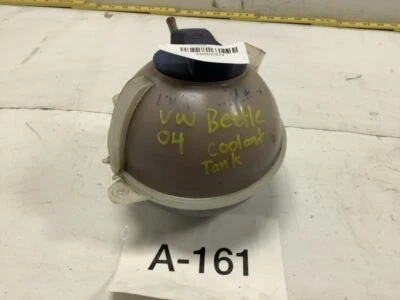 VW Beetle
04 Coolant
Tank
A-161